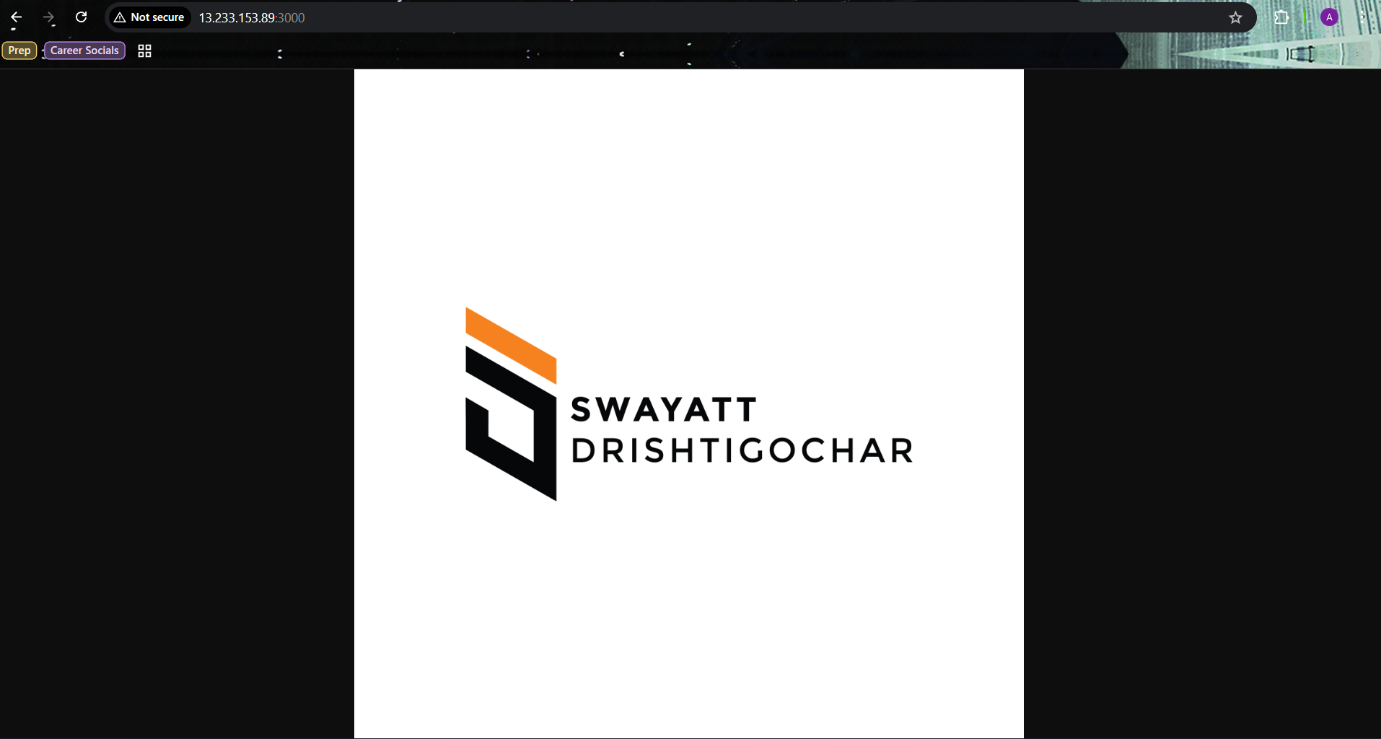 Not secure
13.233.153.89:3000
A
Prep
Career Socials
SWAYATT
DRISHTIGOCHAR